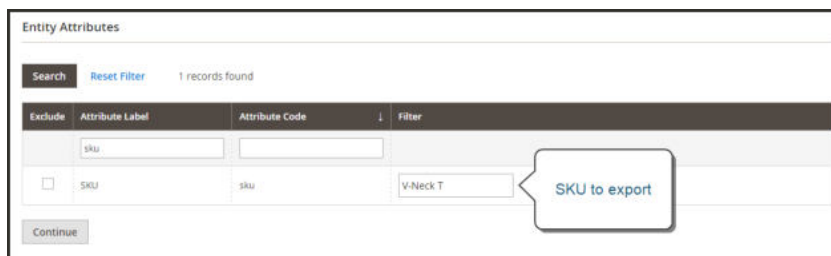 Entity Attributes
Search Reset Filter 1 records found
Exclude Attribute Label Attribute Code ↓ Filter
sku
SKU sku V-Neck T
SKU to export
Continue